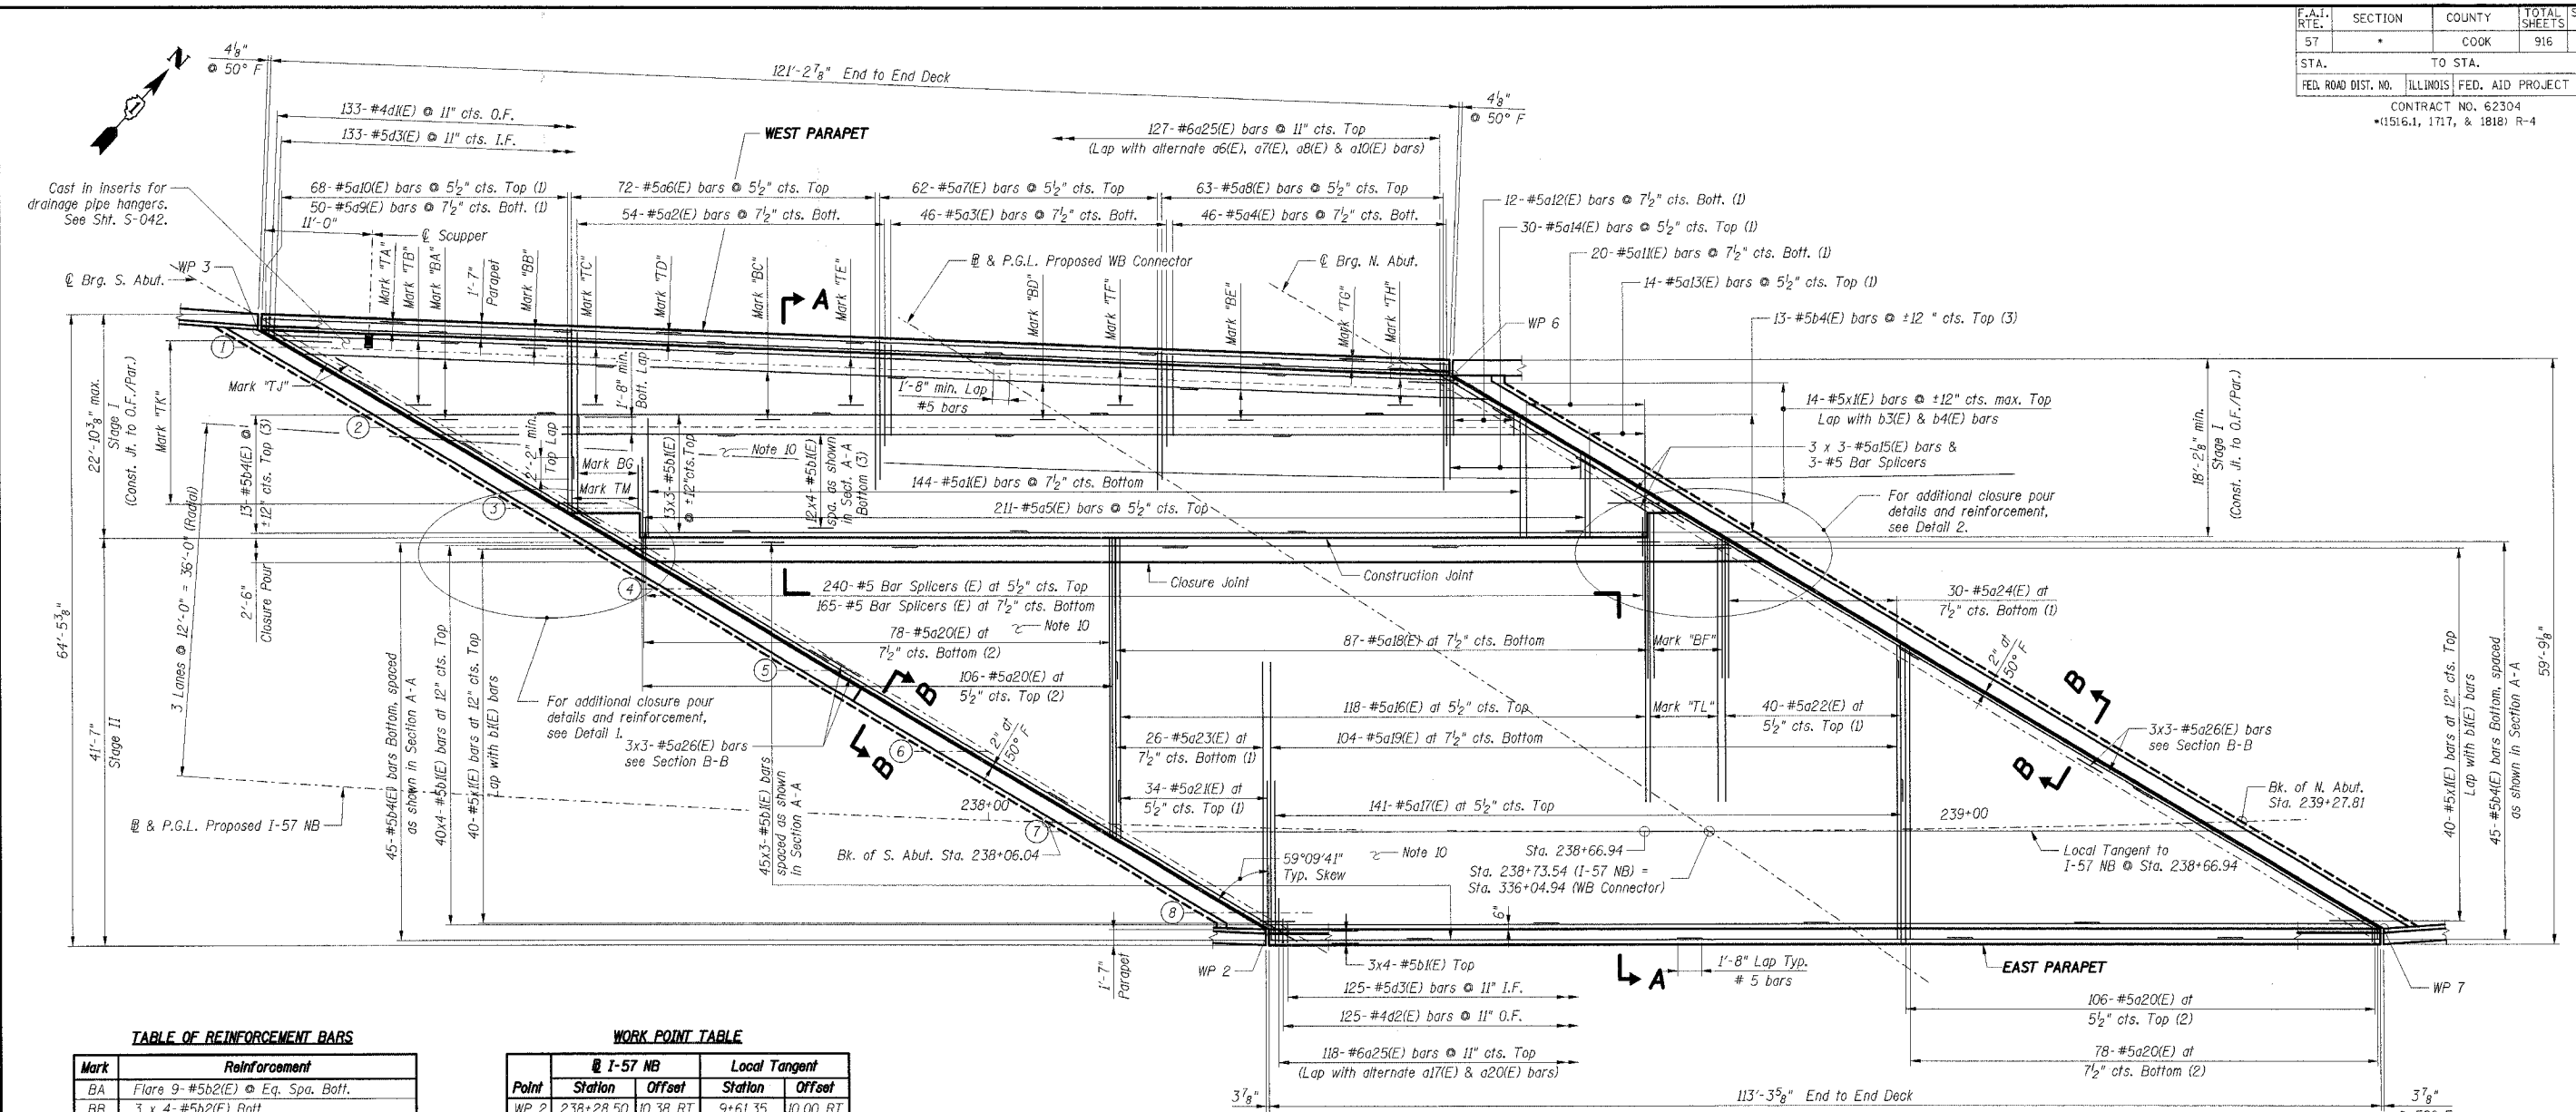 F.A.I. RTE. SECTION COUNTY TOTAL SHEETS
57 * COOK 916
STA. TO STA.
FED. ROAD DIST. NO. ILLINOIS FED. AID PROJECT
CONTRACT NO. 62304
*(1516.1, 1717, & 1818) R-4
N
4⅛" @ 50° F
121'-2⅞" End to End Deck
4⅛" @ 50° F
133-#4d1(E) @ 11" cts. O.F.
133-#5d3(E) @ 11" cts. I.F.
WEST PARAPET
127-#6a25(E) bars @ 11" cts. Top
(Lap with alternate a6(E), a7(E), a8(E) & a10(E) bars)
Cast in inserts for
drainage pipe hangers.
See Sht. S-042.
68-#5a10(E) bars @ 5½" cts. Top (1)
50-#5a9(E) bars @ 7½" cts. Bott. (1)
72-#5a6(E) bars @ 5½" cts. Top
54-#5a2(E) bars @ 7½" cts. Bott.
62-#5a7(E) bars @ 5½" cts. Top
46-#5a3(E) bars @ 7½" cts. Bott.
63-#5a8(E) bars @ 5½" cts. Top
46-#5a4(E) bars @ 7½" cts. Bott.
12-#5a12(E) bars @ 7½" cts. Bott. (1)
30-#5a14(E) bars @ 5½" cts. Top (1)
20-#5a11(E) bars @ 7½" cts. Bott. (1)
14-#5a13(E) bars @ 5½" cts. Top (1)
13-#5b4(E) bars @ ±12" cts. Top (3)
11'-0"
℄ Scupper
WP 3
℄ Brg. S. Abut.
Mark "TA"
Mark "TB"
Mark "BA"
1'-7" Parapet
Mark "BB"
Mark "TC"
Mark "TD"
Mark "BC"
Mark "TE"
A
℄ & P.G.L. Proposed WB Connector
Mark "BD"
Mark "TF"
Mark "BE"
℄ Brg. N. Abut.
Mark "TG"
Mark "TH"
WP 6
1
Mark "TJ"
Mark "TK"
22'-10⅜" max.
Stage I
(Const. Jt. to O.F./Par.)
13-#5b4(E) @
±12" cts. Top (3)
2
1'-8" min.
Bott. Lap
2'-2" min.
Top Lap
1'-8" min. Lap
#5 bars
Mark BG
Mark TM
13x3-#5b1(E)
@ ±12"cts.Top
Note 10
12x4-#5b1(E)
spa. as shown
in Sect. A-A
Bottom (3)
144-#5a1(E) bars @ 7½" cts. Bottom
211-#5a5(E) bars @ 5½" cts. Top
14-#5x1(E) bars @ ±12" cts. max. Top
Lap with b3(E) & b4(E) bars
3 x 3-#5a15(E) bars &
3-#5 Bar Splicers
For additional closure pour
details and reinforcement,
see Detail 2.
18'-2⅛" min.
Stage I
(Const. Jt. to O.F./Par.)
3
4
64'-5⅜"
3 Lanes @ 12'-0" = 36'-0" (Radial)
2'-6"
Closure Pour
41'-7"
Stage II
240-#5 Bar Splicers (E) at 5½" cts. Top
165-#5 Bar Splicers (E) at 7½" cts. Bottom
Note 10
Closure Joint
Construction Joint
78-#5a20(E) at
7½" cts. Bottom (2)
106-#5a20(E) at
5½" cts. Top (2)
87-#5a18(E) at 7½" cts. Bottom
Mark "BF"
30-#5a24(E) at
7½" cts. Bottom (1)
118-#5a16(E) at 5½" cts. Top
Mark "TL"
40-#5a22(E) at
5½" cts. Top (1)
5
B
6
B
For additional closure pour
details and reinforcement,
see Detail 1.
3x3-#5a26(E) bars
see Section B-B
2" at
50° F
26-#5a23(E) at
7½" cts. Bottom (1)
34-#5a21(E) at
5½" cts. Top (1)
104-#5a19(E) at 7½" cts. Bottom
141-#5a17(E) at 5½" cts. Top
2" at
50° F
B
B
3x3-#5a26(E) bars
see Section B-B
Bk. of N. Abut.
Sta. 239+27.81
59'-9⅛"
40-#5x1(E) bars at 12" cts. Top
Lap with b1(E) bars
45-#5b4(E) bars Bottom, spaced
as shown in Section A-A
45-#5b4(E) bars Bottom, spaced
as shown in Section A-A
40x4-#5b1(E) bars at 12" cts. Top
40-#5x1(E) bars at 12" cts. Top
Lap with b1(E) bars
45x3-#5b1(E) bars
spaced as shown
in Section A-A
℄ & P.G.L. Proposed I-57 NB
238+00
7
Bk. of S. Abut. Sta. 238+06.04
59°09'41"
Typ. Skew
Note 10
Sta. 238+66.94
Sta. 238+73.54 (I-57 NB) =
Sta. 336+04.94 (WB Connector)
239+00
Local Tangent to
I-57 NB @ Sta. 238+66.94
8
6"
1'-7"
Parapet
WP 2
3x4-#5b1(E) Top
125-#5d3(E) bars @ 11" I.F.
125-#4d2(E) bars @ 11" O.F.
118-#6a25(E) bars @ 11" cts. Top
(Lap with alternate a17(E) & a20(E) bars)
A
1'-8" Lap Typ.
# 5 bars
EAST PARAPET
WP 7
106-#5a20(E) at
5½" cts. Top (2)
78-#5a20(E) at
7½" cts. Bottom (2)
3⅞"
113'-3⅝" End to End Deck
3⅞"
TABLE OF REINFORCEMENT BARS
Mark Reinforcement
BA Flare 9-#5b2(E) @ Eq. Spa. Bott.
BB 3 x 4-#5b2(E) Bott.
WORK POINT TABLE
℄ I-57 NB Local Tangent
Point Station Offset Station Offset
WP 2 238+28.50 10.38 RT 9+61.35 10.00 RT